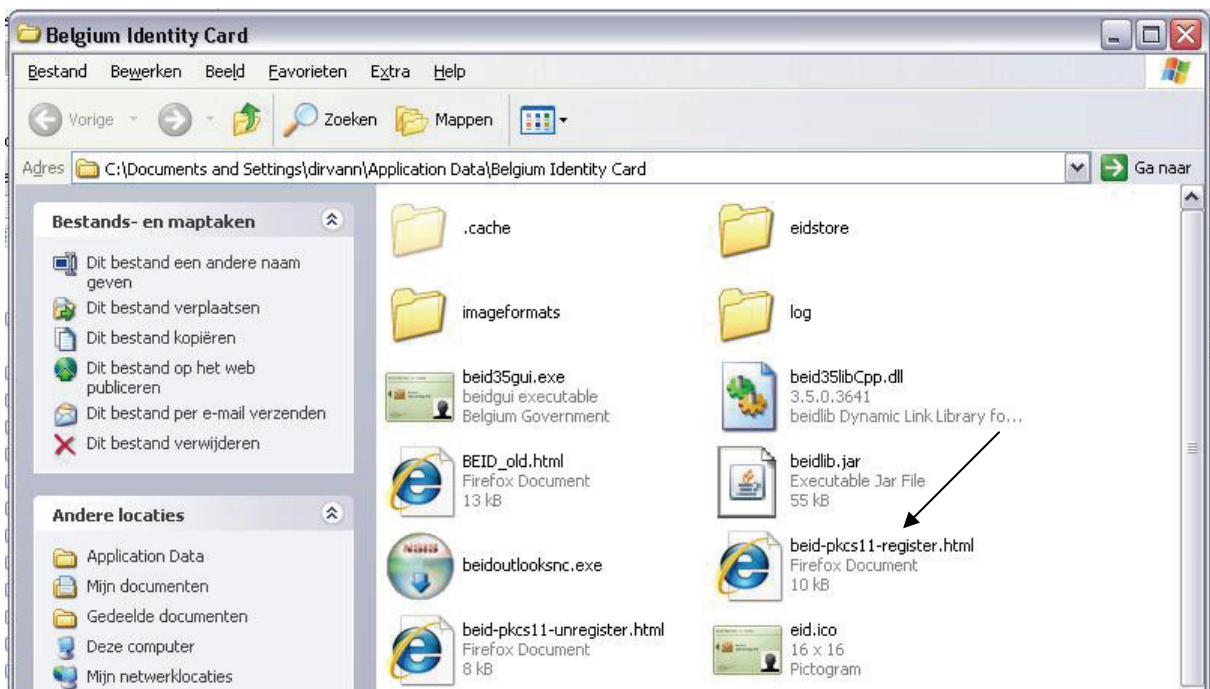 Belgium Identity Card
Bestand Bewerken Beeld Favorieten Extra Help
Vorige Zoeken Mappen
Adres C:\Documents and Settings\dirvann\Application Data\Belgium Identity Card Ga naar
Bestands- en maptaken
Dit bestand een andere naam
geven
Dit bestand verplaatsen
Dit bestand kopiëren
Dit bestand op het web
publiceren
Dit bestand per e-mail verzenden
Dit bestand verwijderen
Andere locaties
Application Data
Mijn documenten
Gedeelde documenten
Deze computer
Mijn netwerklocaties
.cache
eidstore
imageformats
log
beid35gui.exe
beidgui executable
Belgium Government
beid35libCpp.dll
3.5.0.3641
beidlib Dynamic Link Library fo...
BEID_old.html
Firefox Document
13 kB
beidlib.jar
Executable Jar File
55 kB
NSIS
beidoutlooksnc.exe
beid-pkcs11-register.html
Firefox Document
10 kB
beid-pkcs11-unregister.html
Firefox Document
8 kB
eid.ico
16 x 16
Pictogram